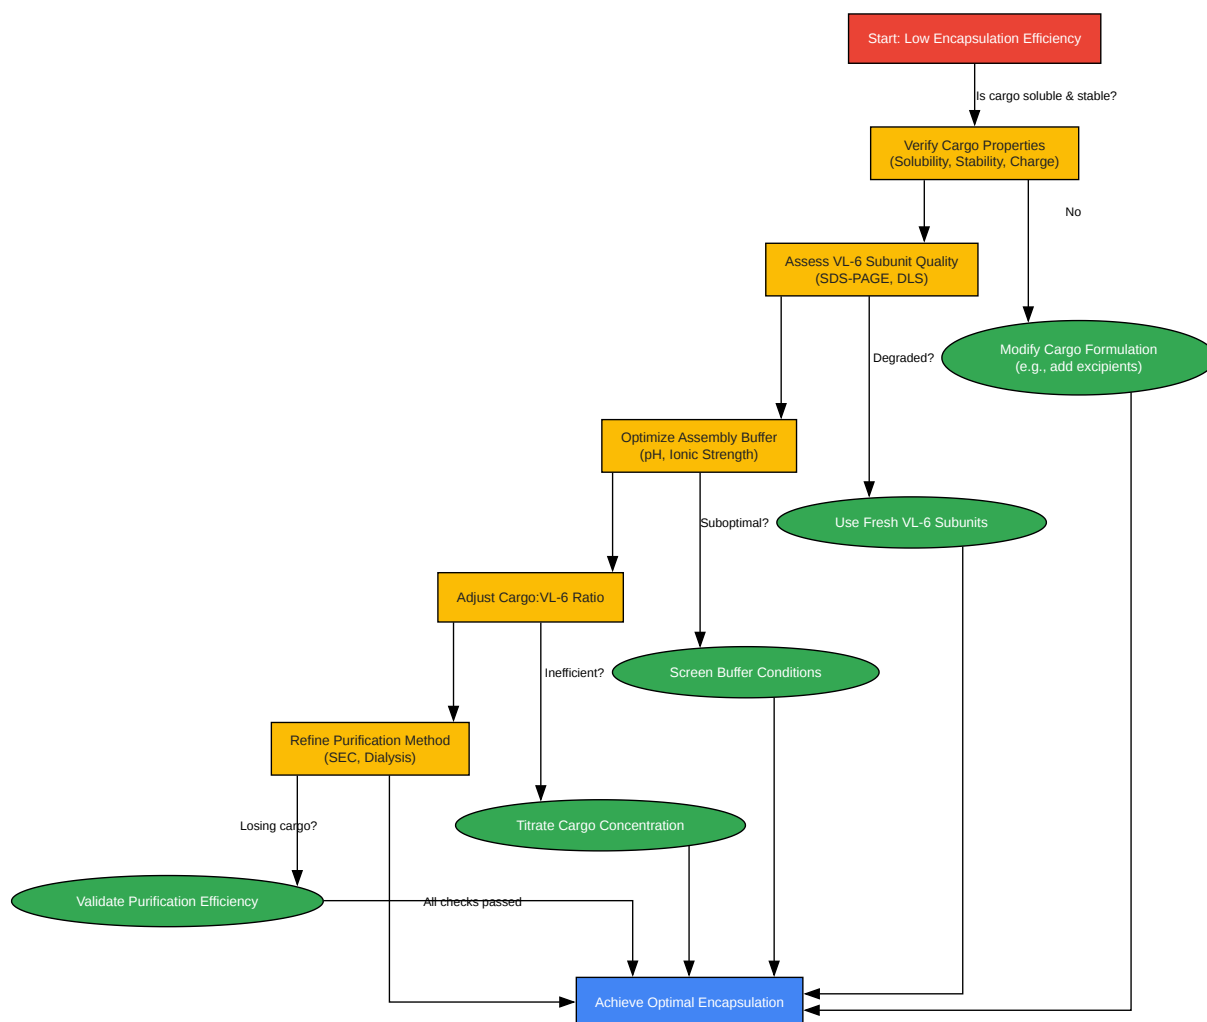 Start: Low Encapsulation Efficiency
Is cargo soluble & stable?
Verify Cargo Properties
(Solubility, Stability, Charge)
No
Assess VL-6 Subunit Quality
(SDS-PAGE, DLS)
Modify Cargo Formulation
(e.g., add excipients)
Degraded?
Optimize Assembly Buffer
(pH, Ionic Strength)
Suboptimal?
Use Fresh VL-6 Subunits
Adjust Cargo:VL-6 Ratio
Inefficient?
Screen Buffer Conditions
Refine Purification Method
(SEC, Dialysis)
Losing cargo?
Titrate Cargo Concentration
Validate Purification Efficiency
All checks passed
Achieve Optimal Encapsulation